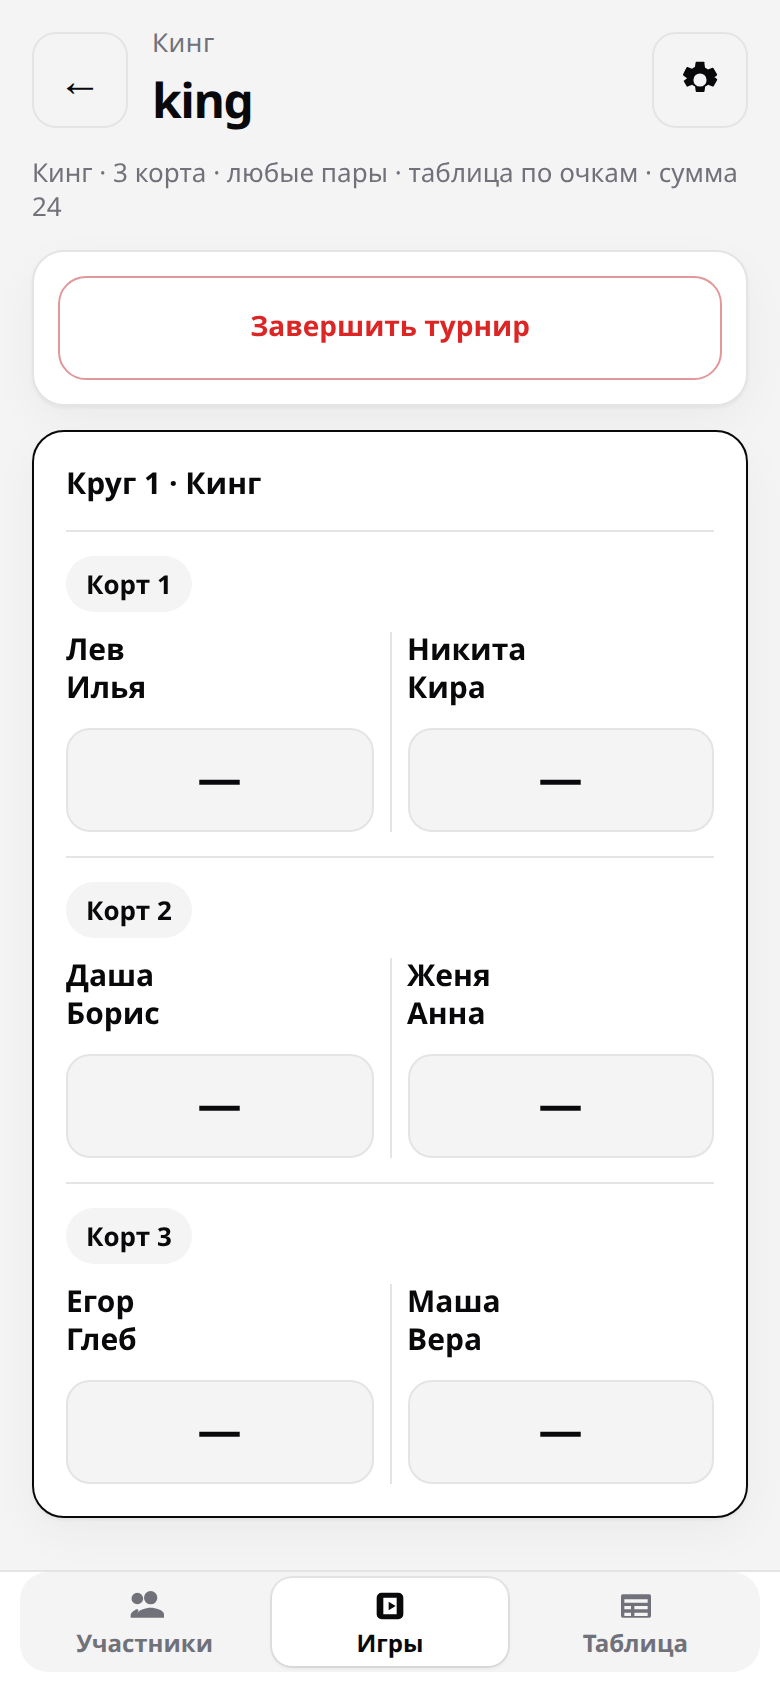 Кинг
←
king
Кинг · 3 корта · любые пары · таблица по очкам · сумма
24
Завершить турнир
Круг 1 · Кинг
Корт 1
Лев
Илья
Никита
Кира
—
—
Корт 2
Даша
Борис
Женя
Анна
—
—
Корт 3
Егор
Глеб
Маша
Вера
—
—
Участники
Игры
Таблица